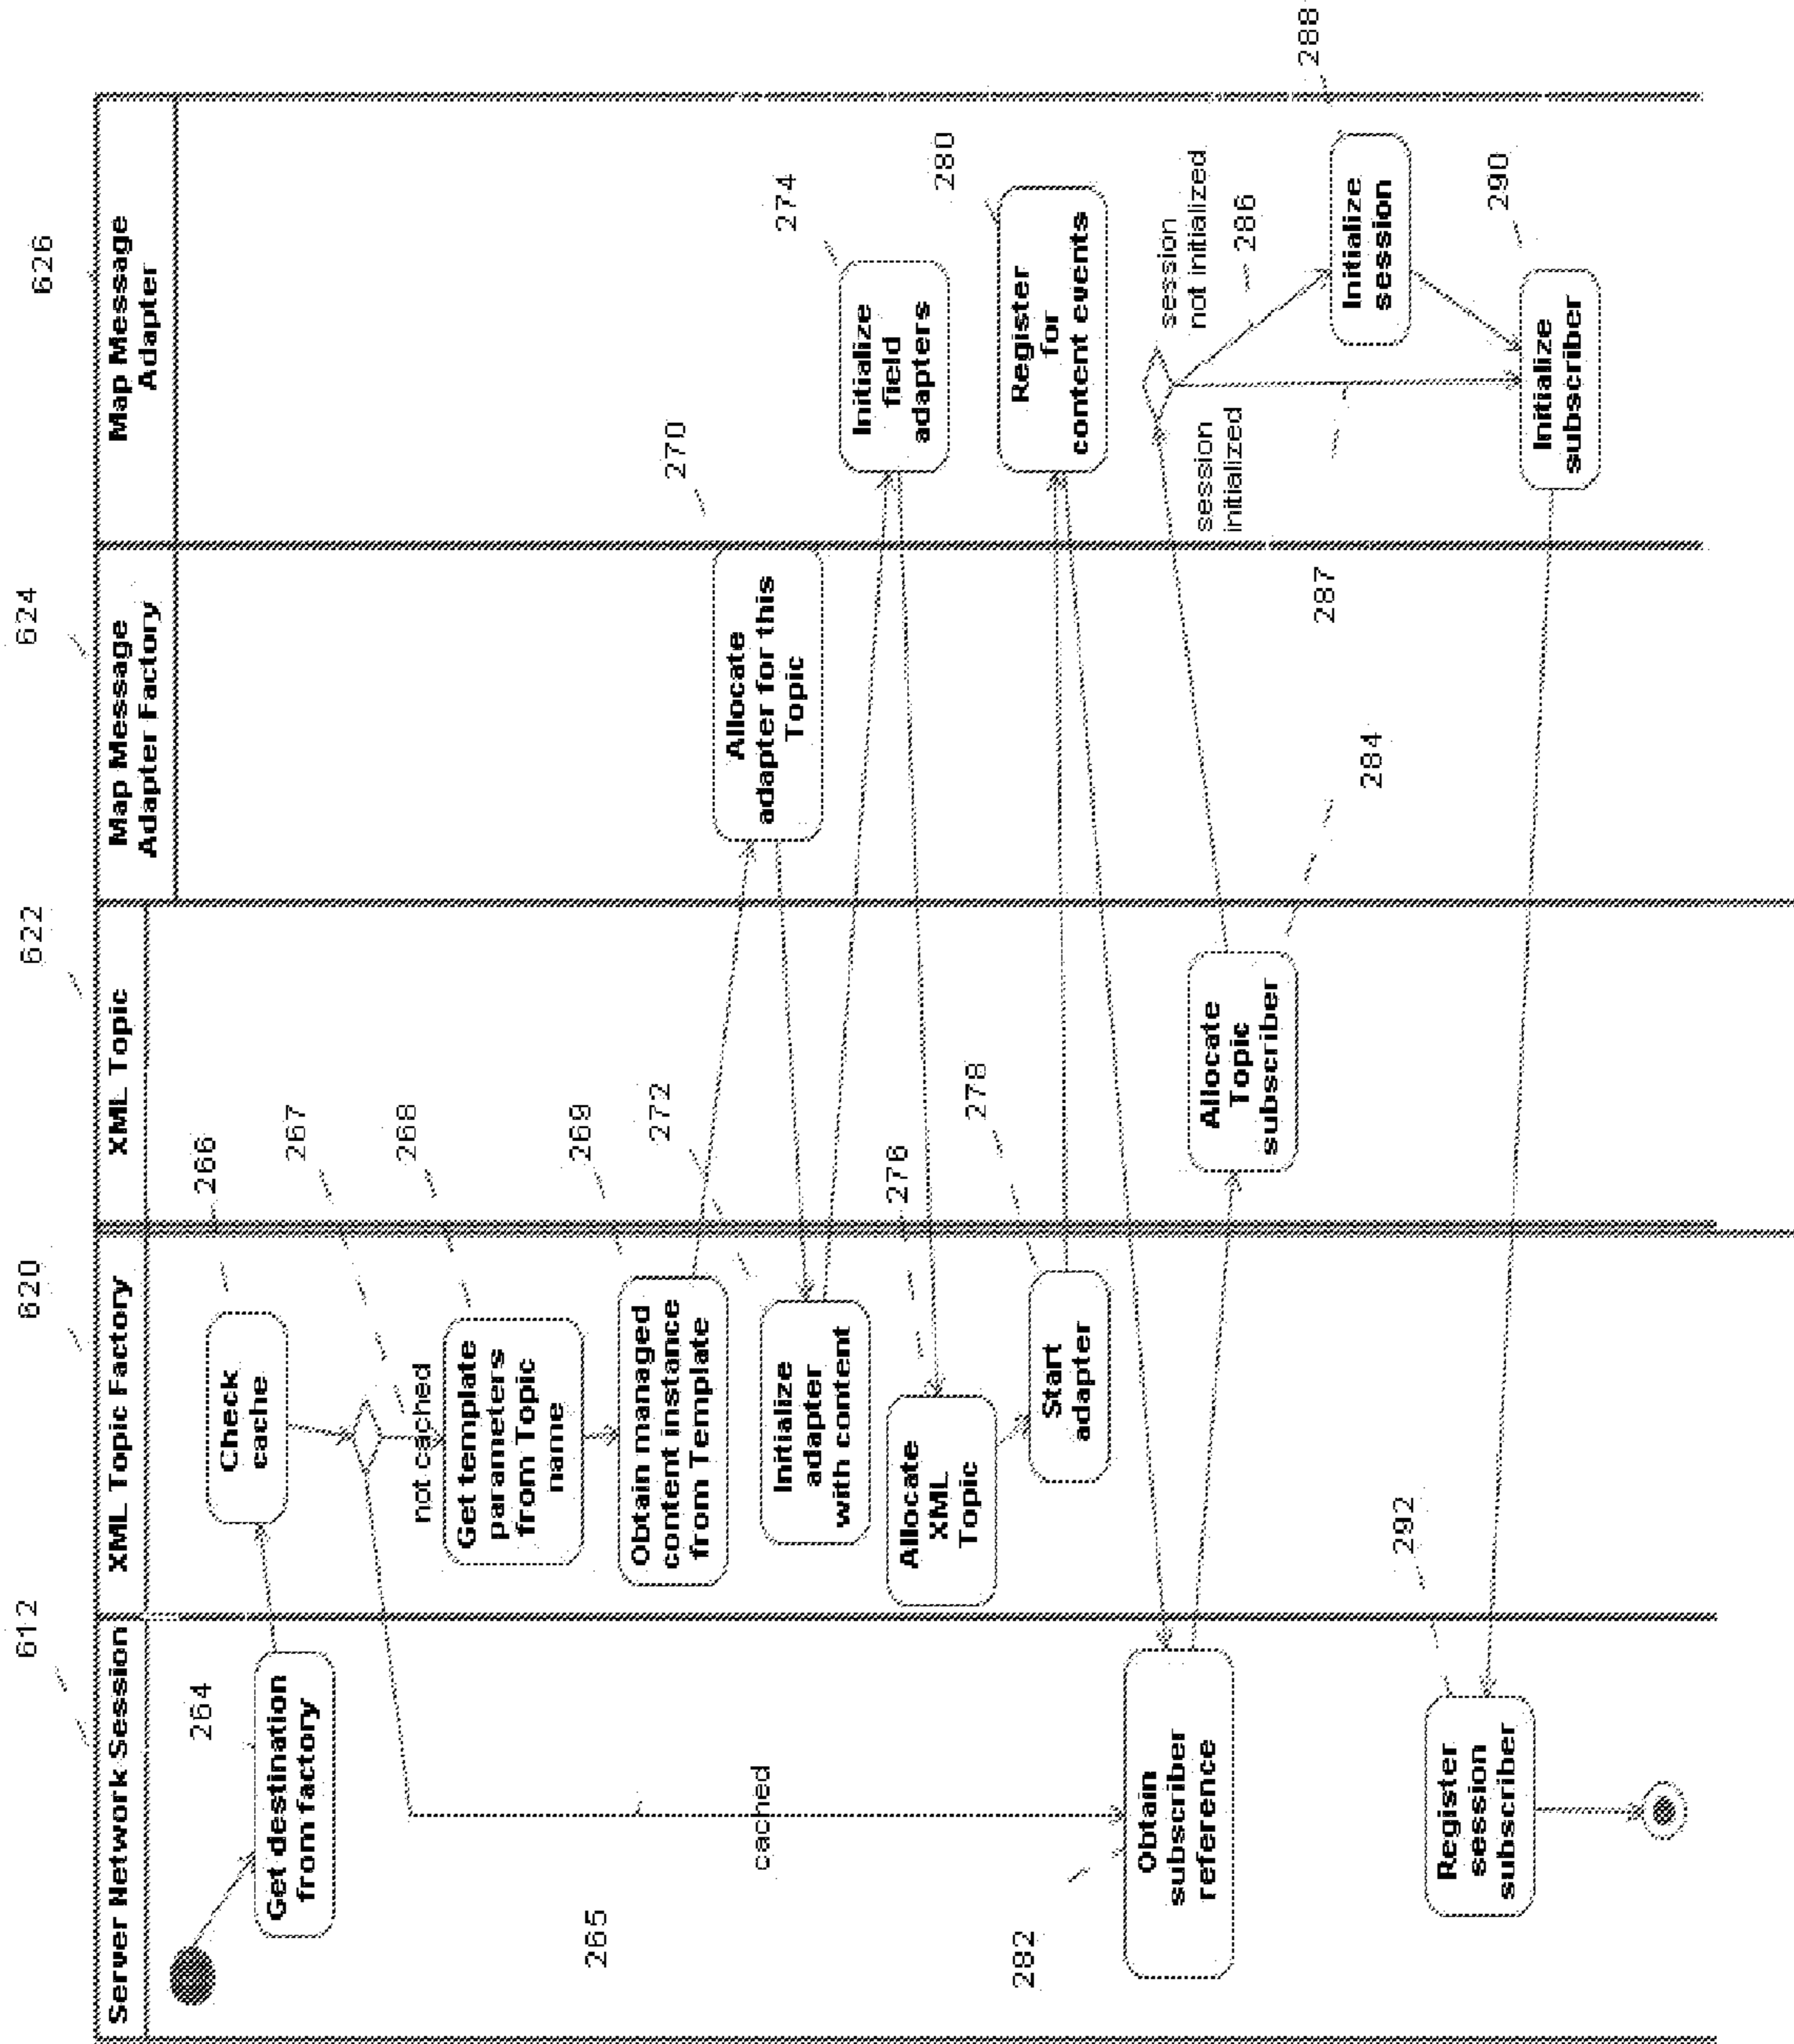 612
620
622
624
626
Server Network Session
XML Topic Factory
XML Topic
Map Message
Adapter Factory
Map Message
Adapter
264
Get destination
from factory
266
Check
cache
267
not cached
265
cached
268
Get template
parameters
from Topic
name
269
Obtain managed
content instance
from Template
270
Allocate
adapter for this
Topic
272
Initialize
adapter
with content
274
Initialize
field
adapters
276
Allocate
XML
Topic
278
Start
adapter
280
Register
for
content events
282
Obtain
subscriber
reference
284
Allocate
Topic
subscriber
session
initialized
session
not initialized
286
287
288
Initialize
session
290
Initialize
subscriber
292
Register
session
subscriber